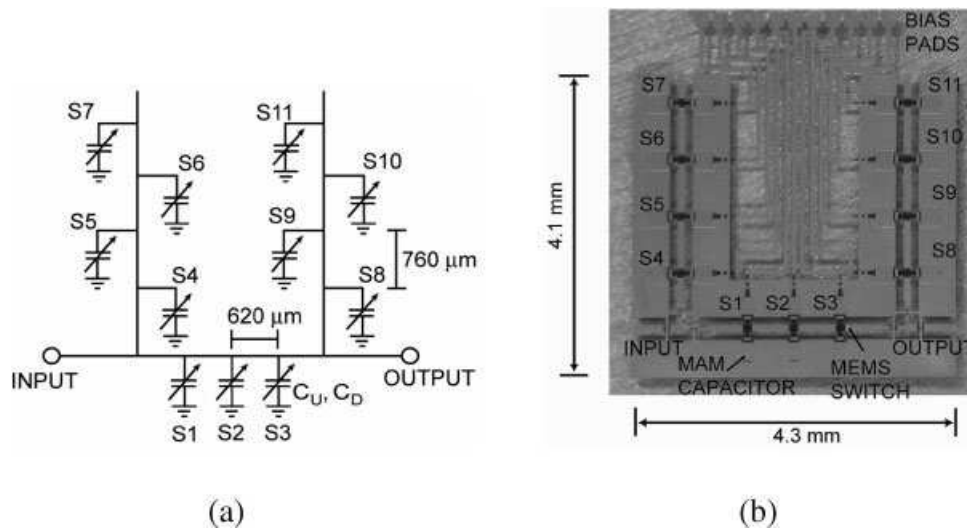 S7
S11
S6
S10
S5
S9
760 μm
S4
S8
620 μm
INPUT
OUTPUT
C_U, C_D
S1
S2
S3
(a)
BIAS
PADS
S7
S11
S6
S10
S5
S9
S4
S8
4.1 mm
S1
S2
S3
INPUT
OUTPUT
MAM
CAPACITOR
MEMS
SWITCH
4.3 mm
(b)